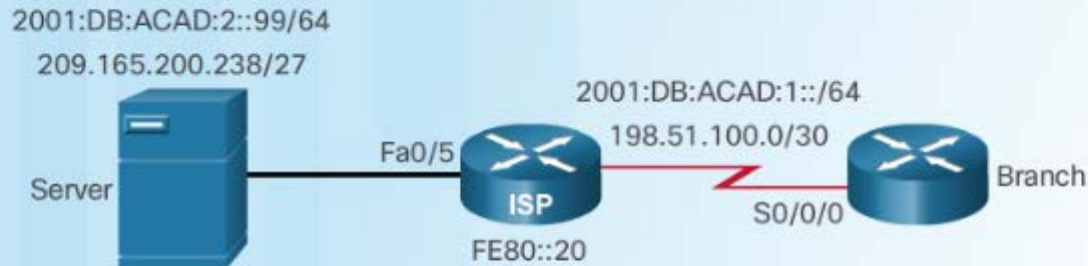 2001:DB:ACAD:2::99/64
209.165.200.238/27
2001:DB:ACAD:1::/64
198.51.100.0/30
Fa0/5
Server
ISP
Branch
S0/0/0
FE80::20